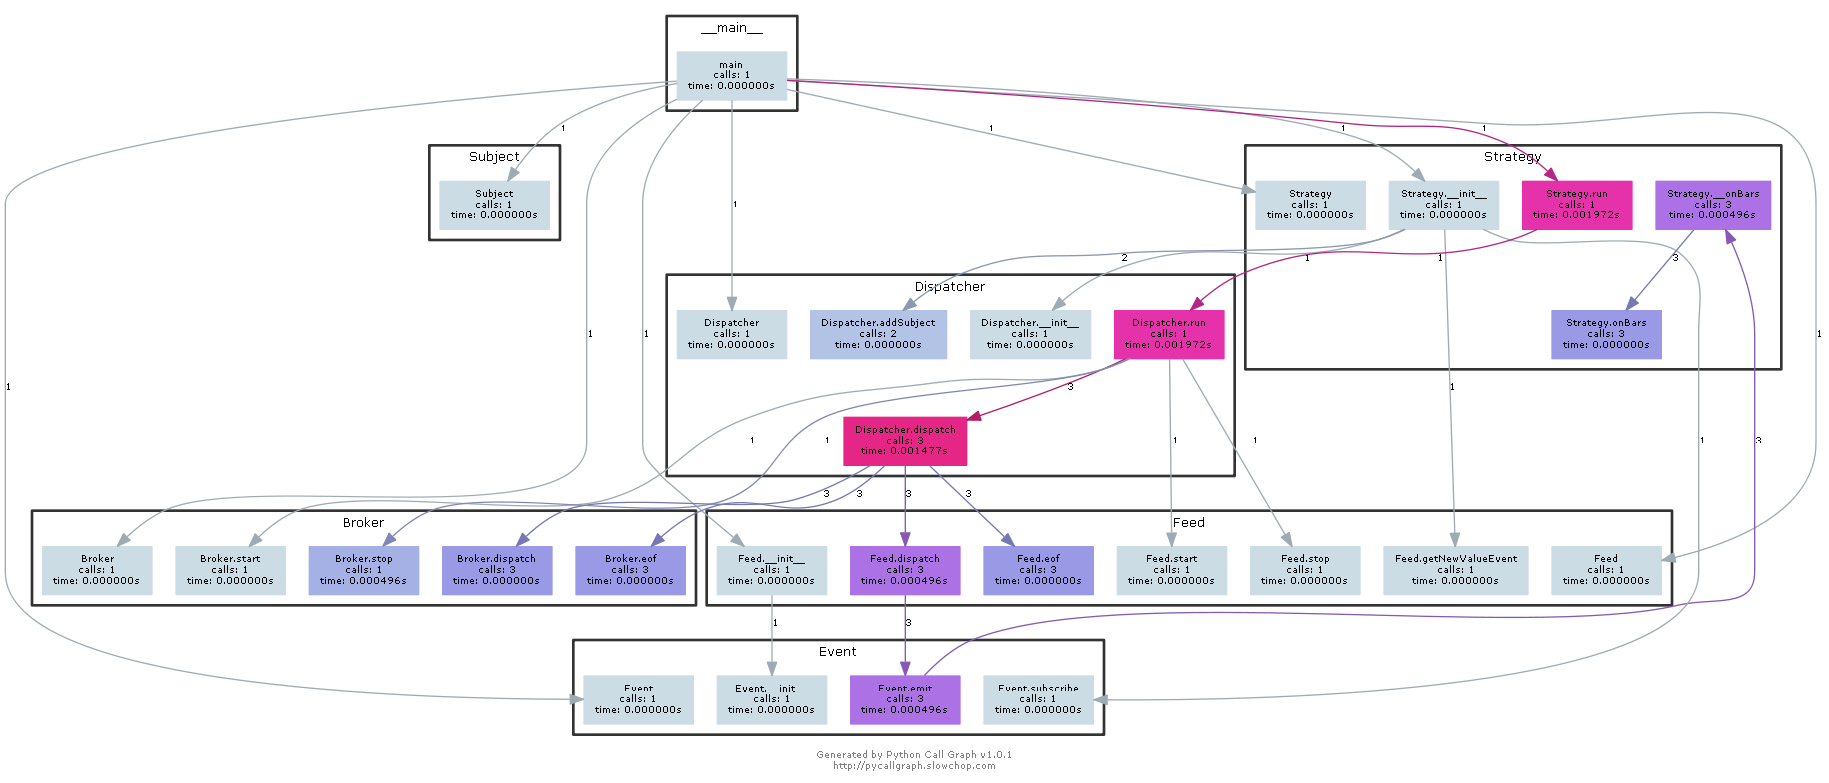 __main__
main
calls: 1
time: 0.000000s
1
1
1
1
Subject
Strategy
Subject
calls: 1
time: 0.000000s
Strategy
calls: 1
time: 0.000000s
Strategy.__init__
calls: 1
time: 0.000000s
Strategy.run
calls: 1
time: 0.001972s
Strategy.__onBars
calls: 3
time: 0.000496s
1
2
1
1
3
Dispatcher
Dispatcher
calls: 1
time: 0.000000s
Dispatcher.addSubject
calls: 2
time: 0.000000s
Dispatcher.__init__
calls: 1
time: 0.000000s
Dispatcher.run
calls: 1
time: 0.001972s
Strategy.onBars
calls: 3
time: 0.000000s
1
1
1
1
3
1
Dispatcher.dispatch
calls: 3
time: 0.001477s
1
1
1
1
1
3
3
3
3
3
Broker
Feed
Broker
calls: 1
time: 0.000000s
Broker.start
calls: 1
time: 0.000000s
Broker.stop
calls: 1
time: 0.000496s
Broker.dispatch
calls: 3
time: 0.000000s
Broker.eof
calls: 3
time: 0.000000s
Feed.__init__
calls: 1
time: 0.000000s
Feed.dispatch
calls: 3
time: 0.000496s
Feed.eof
calls: 3
time: 0.000000s
Feed.start
calls: 1
time: 0.000000s
Feed.stop
calls: 1
time: 0.000000s
Feed.getNewValueEvent
calls: 1
time: 0.000000s
Feed
calls: 1
time: 0.000000s
1
3
Event
Event
calls: 1
time: 0.000000s
Event.__init__
calls: 1
time: 0.000000s
Event.emit
calls: 3
time: 0.000496s
Event.subscribe
calls: 1
time: 0.000000s
Generated by Python Call Graph v1.0.1
http://pycallgraph.slowchop.com